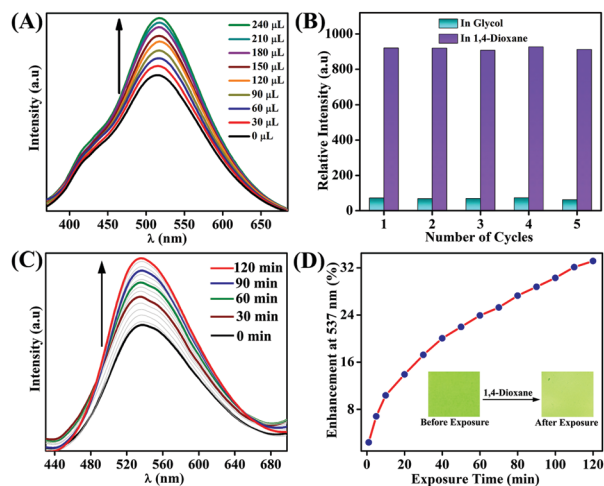 (A)
240 μL
210 μL
180 μL
150 μL
120 μL
90 μL
60 μL
30 μL
0 μL
Intensity (a.u)
400 450 500 550 600 650
λ (nm)
(B)
In Glycol
In 1,4-Dioxane
Relative Intensity (a.u)
1000
800
600
400
200
0
1 2 3 4 5
Number of Cycles
(C)
120 min
90 min
60 min
30 min
0 min
Intensity (a.u)
440 480 520 560 600 640 680
λ (nm)
(D)
Enhancement at 537 nm (%)
32
24
16
8
1,4-Dioxane
Before Exposure
After Exposure
0 20 40 60 80 100 120
Exposure Time (min)